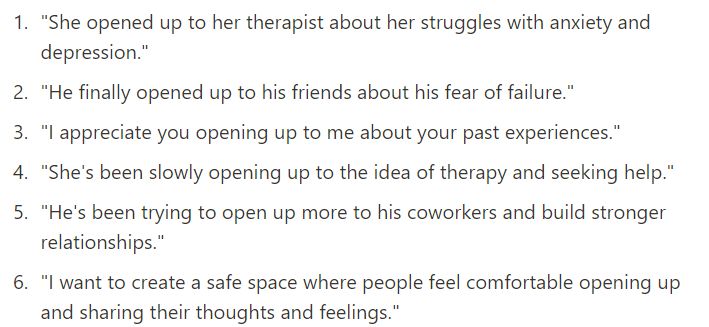 1. "She opened up to her therapist about her struggles with anxiety and
depression."
2. "He finally opened up to his friends about his fear of failure."
3. "I appreciate you opening up to me about your past experiences."
4. "She's been slowly opening up to the idea of therapy and seeking help."
5. "He's been trying to open up more to his coworkers and build stronger
relationships."
6. "I want to create a safe space where people feel comfortable opening up
and sharing their thoughts and feelings."